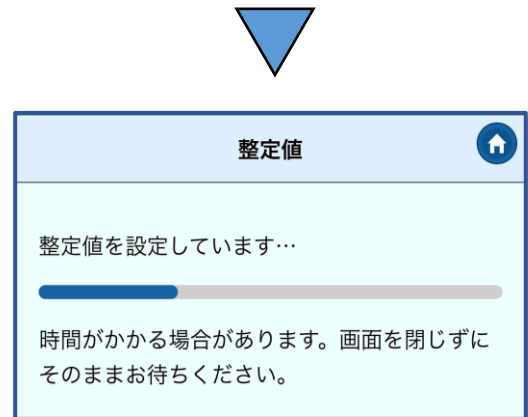 整定値
整定値を設定しています…
時間がかかる場合があります。画面を閉じずに
そのままお待ちください。